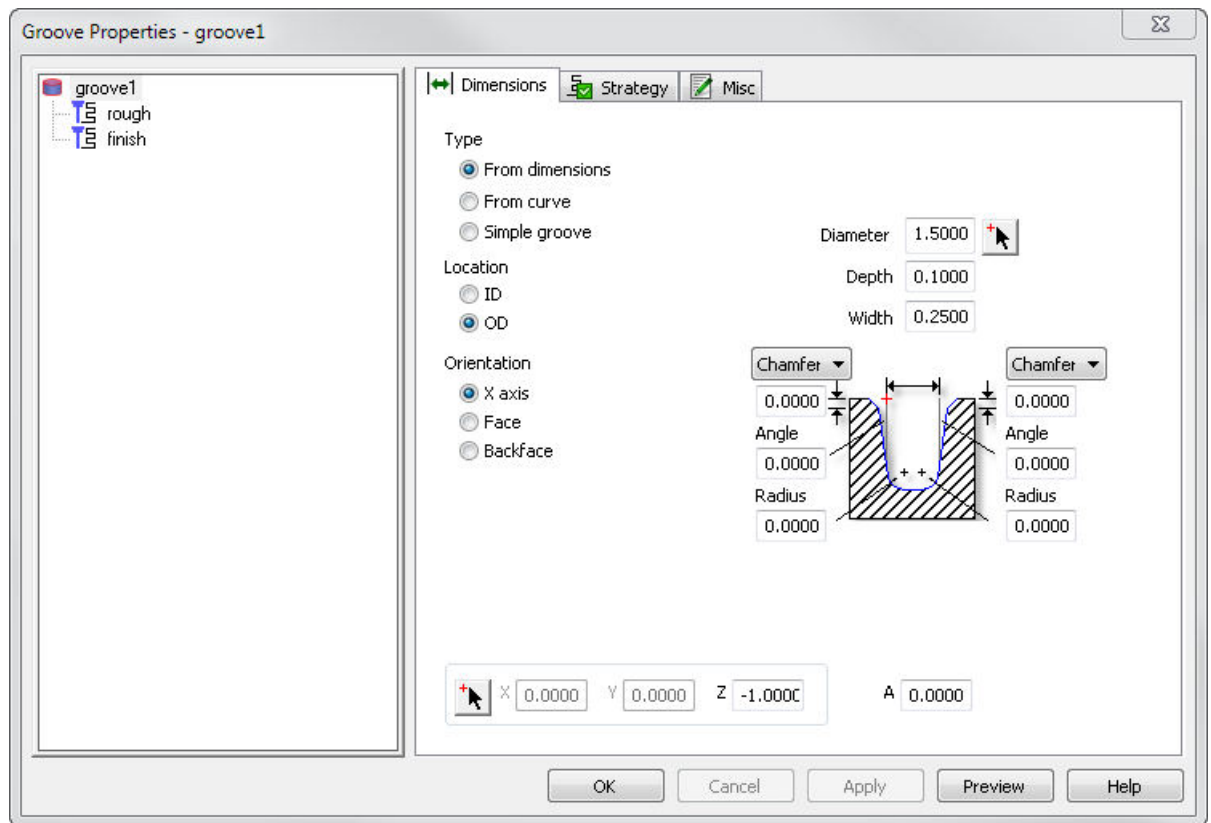 Groove Properties - groove1
groove1
rough
finish
Dimensions Strategy Misc
Type
From dimensions
From curve
Simple groove
Diameter 1.5000
Location
Depth 0.1000
ID
OD
Width 0.2500
Orientation
Chamfer Chamfer
X axis
0.0000 0.0000
Face
Angle Angle
Backface
0.0000 0.0000
Radius Radius
0.0000 0.0000
X 0.0000 Y 0.0000 Z -1.000C A 0.0000
OK Cancel Apply Preview Help